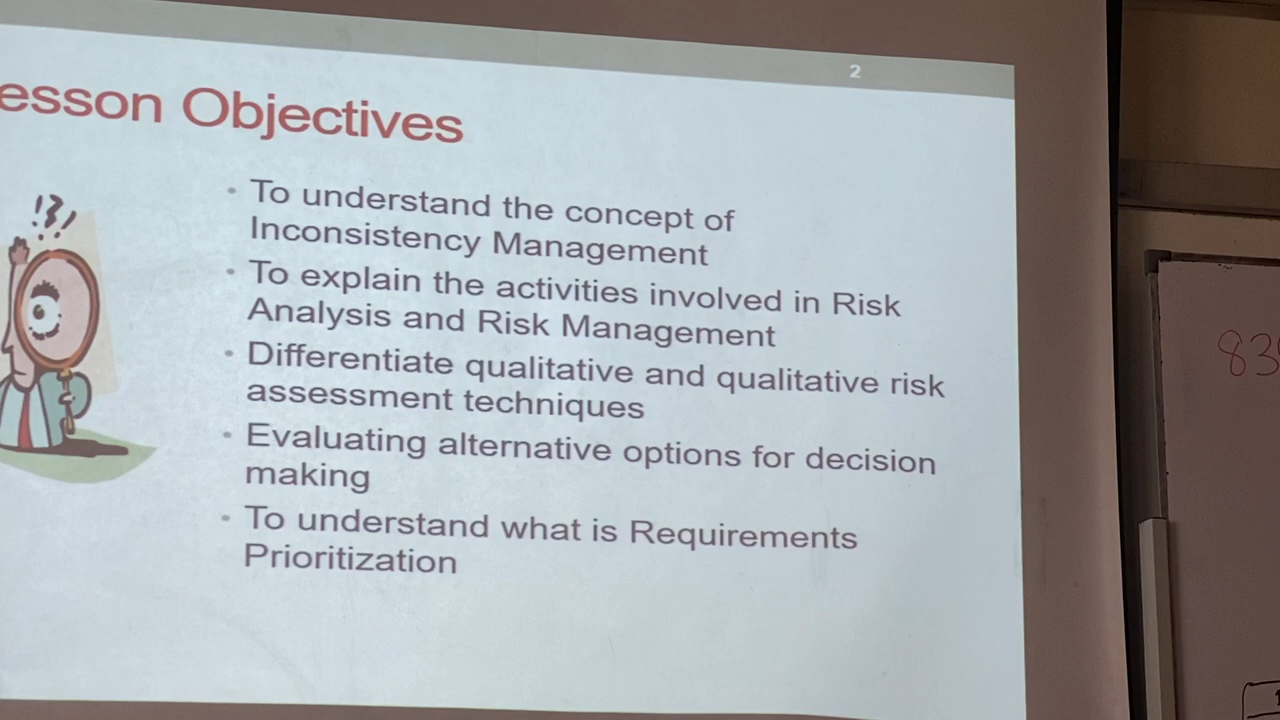 2
esson Objectives
!?!
• To understand the concept of
Inconsistency Management
• To explain the activities involved in Risk
Analysis and Risk Management
• Differentiate qualitative and qualitative risk
assessment techniques
• Evaluating alternative options for decision
making
• To understand what is Requirements
Prioritization
83